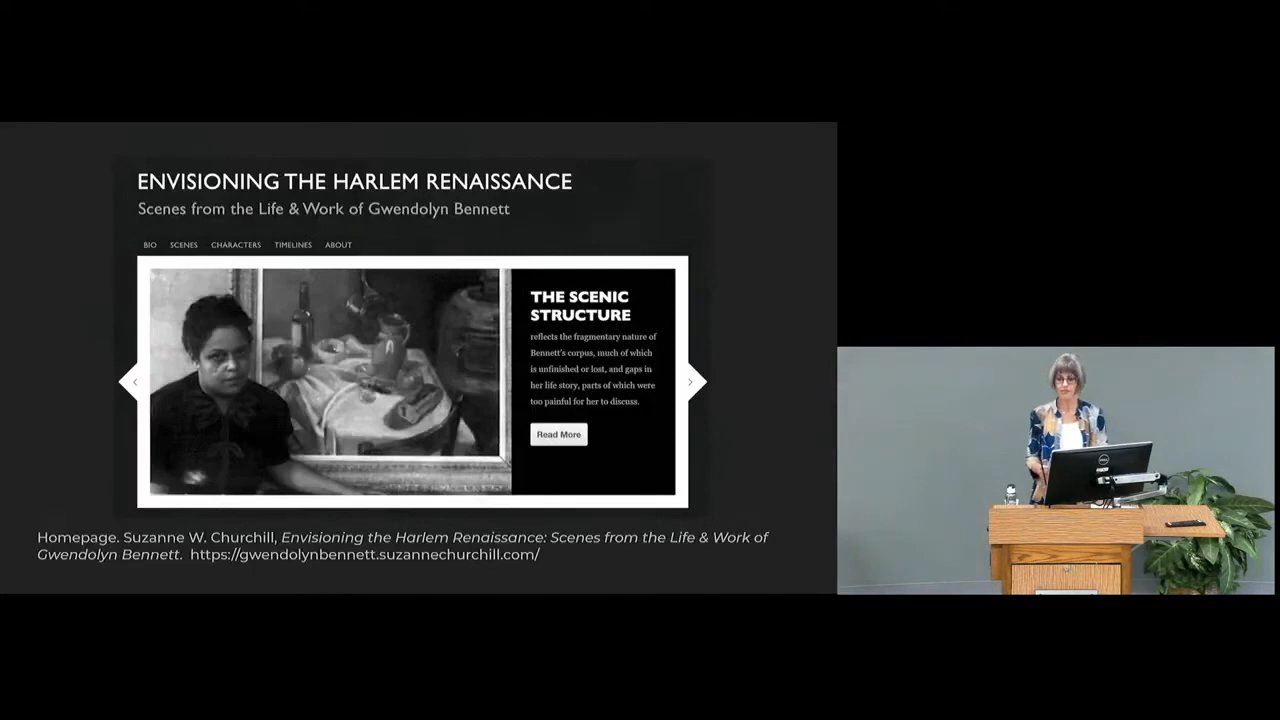 ENVISIONING THE HARLEM RENAISSANCE
Scenes from the Life & Work of Gwendolyn Bennett
BIO SCENES CHARACTERS TIMELINES ABOUT
THE SCENIC
STRUCTURE
reflects the fragmentary nature of
Bennett's corpus, much of which
is unfinished or lost, and gaps in
her life story, parts of which were
too painful for her to discuss.
Read More
Homepage. Suzanne W. Churchill, Envisioning the Harlem Renaissance: Scenes from the Life & Work of
Gwendolyn Bennett. https://gwendolynbennett.suzannechurchill.com/
DELL